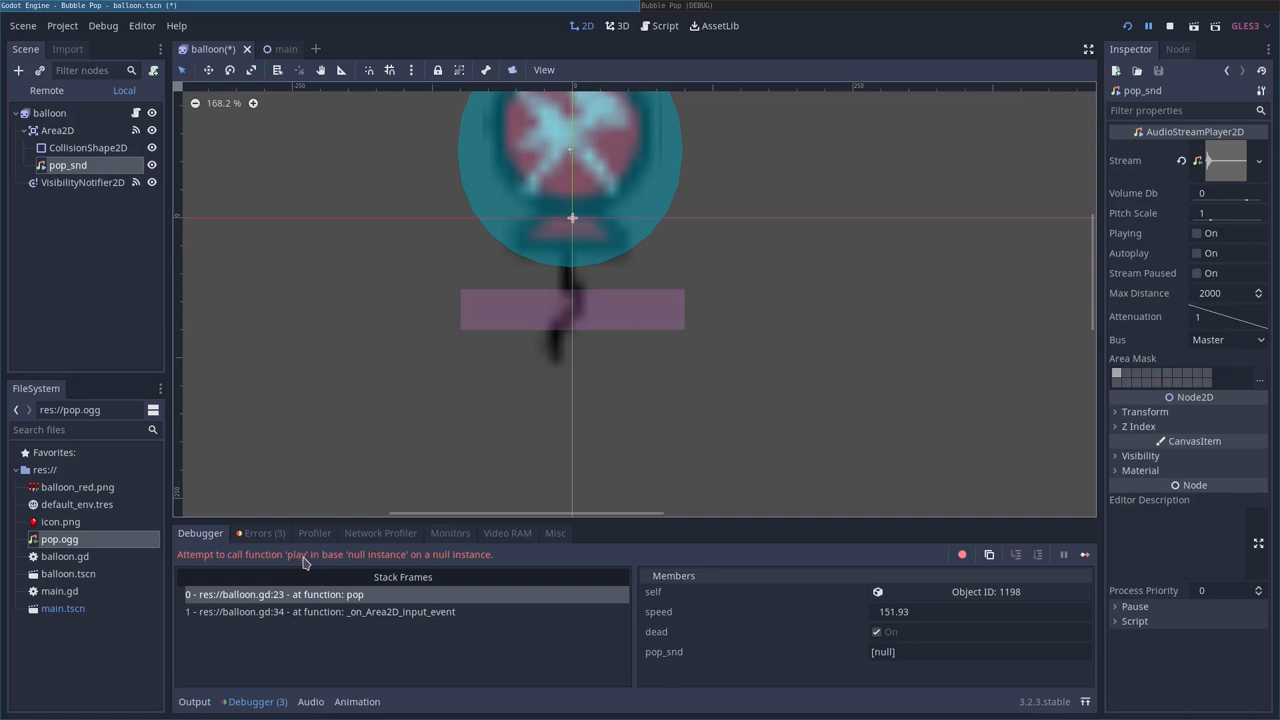 Godot Engine - Bubble Pop - balloon.tscn (*)
Bubble Pop (DEBUG)
Scene Project Debug Editor Help
2D 3D Script AssetLib
GLES3
Scene Import
balloon(*) main
Inspector Node
Filter nodes
View
Remote Local
pop_snd
168.2 %
-250 0 250
Filter properties
balloon
Area2D
CollisionShape2D
pop_snd
VisibilityNotifier2D
0
250
AudioStreamPlayer2D
Stream
Volume Db 0
Pitch Scale 1
Playing On
Autoplay On
Stream Paused On
Max Distance 2000
Attenuation 1
Bus Master
Area Mask
...
Node2D
Transform
Z Index
CanvasItem
Visibility
Material
Node
Editor Description
Process Priority 0
Pause
Script
FileSystem
res://pop.ogg
Search files
Favorites:
res://
balloon_red.png
default_env.tres
icon.png
pop.ogg
balloon.gd
balloon.tscn
main.gd
main.tscn
Debugger Errors (3) Profiler Network Profiler Monitors Video RAM Misc
Attempt to call function 'play' in base 'null instance' on a null instance.
Stack Frames
0 - res://balloon.gd:23 - at function: pop
1 - res://balloon.gd:34 - at function: _on_Area2D_input_event
Members
self Object ID: 1198
speed 151.93
dead On
pop_snd [null]
Output Debugger (3) Audio Animation
3.2.3.stable